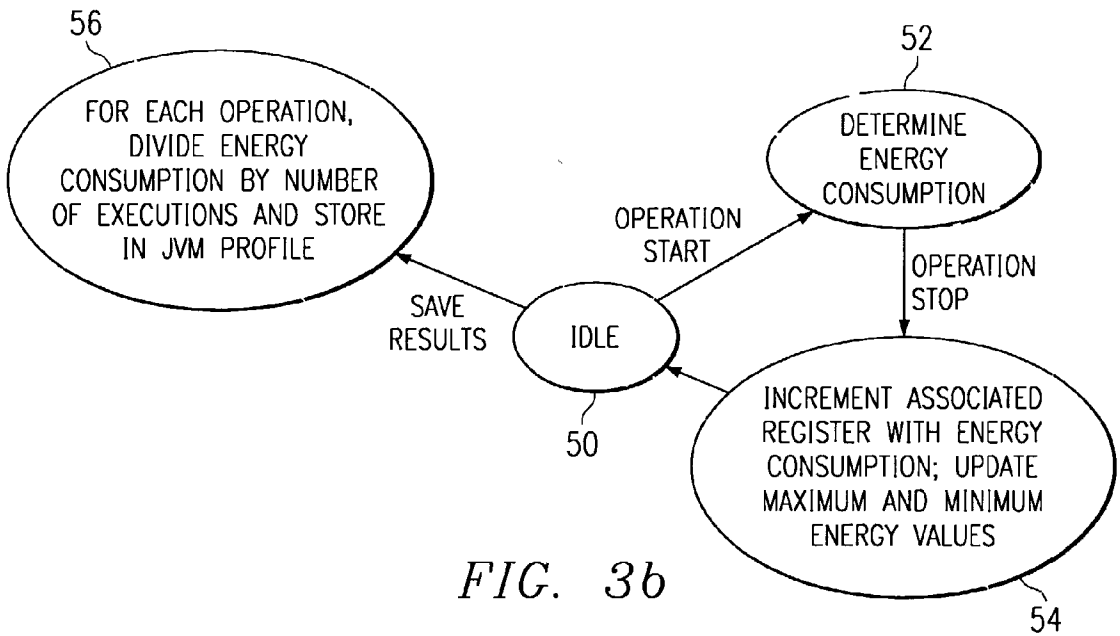 56
FOR EACH OPERATION,
DIVIDE ENERGY
CONSUMPTION BY NUMBER
OF EXECUTIONS AND STORE
IN JVM PROFILE
52
DETERMINE
ENERGY
CONSUMPTION
OPERATION
START
OPERATION
STOP
SAVE
RESULTS
IDLE
50
INCREMENT ASSOCIATED
REGISTER WITH ENERGY
CONSUMPTION; UPDATE
MAXIMUM AND MINIMUM
ENERGY VALUES
54
FIG. 3b